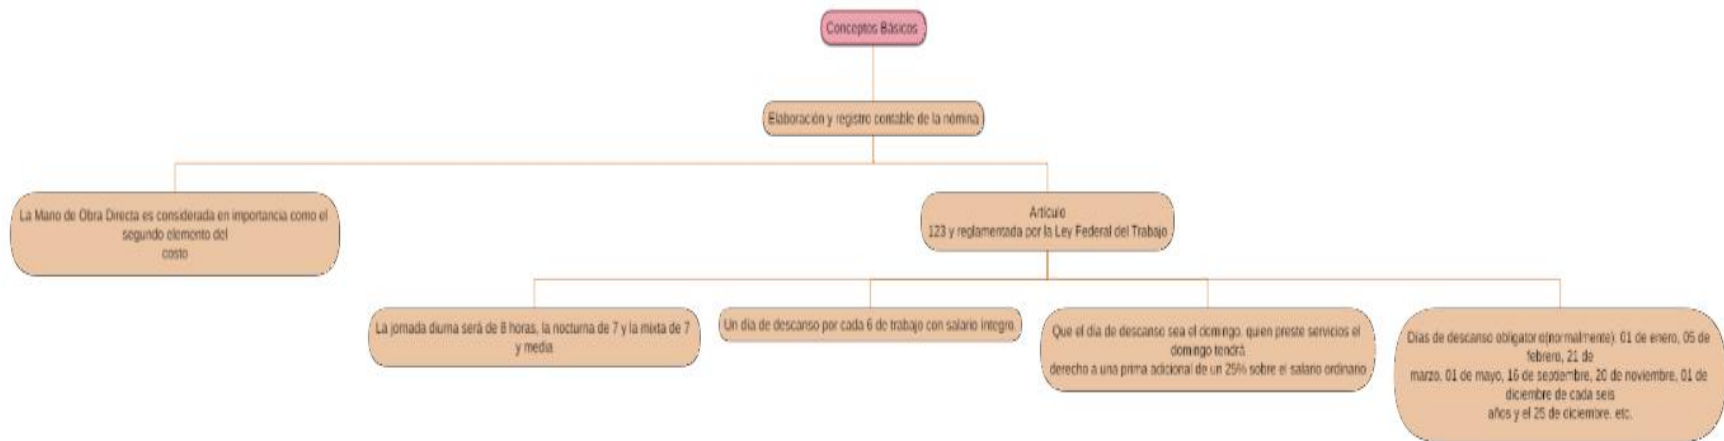 Conceptos Básicos
Elaboración y registro contable de la nómina
La Mano de Obra Directa es considerada en importancia como el
segundo elemento del
costo
Artículo
123 y reglamentada por la Ley Federal del Trabajo
La jornada diurna será de 8 horas, la nocturna de 7 y la mixta de 7
y media
Un día de descanso por cada 6 de trabajo con salario íntegro.
Que el día de descanso sea el domingo, quien preste servicios el
domingo tendrá
derecho a una prima adicional de un 25% sobre el salario ordinario
Días de descanso obligatorio(normalmente): 01 de enero, 05 de
febrero, 21 de
marzo, 01 de mayo, 16 de septiembre, 20 de noviembre, 01 de
diciembre de cada seis
años y el 25 de diciembre, etc.